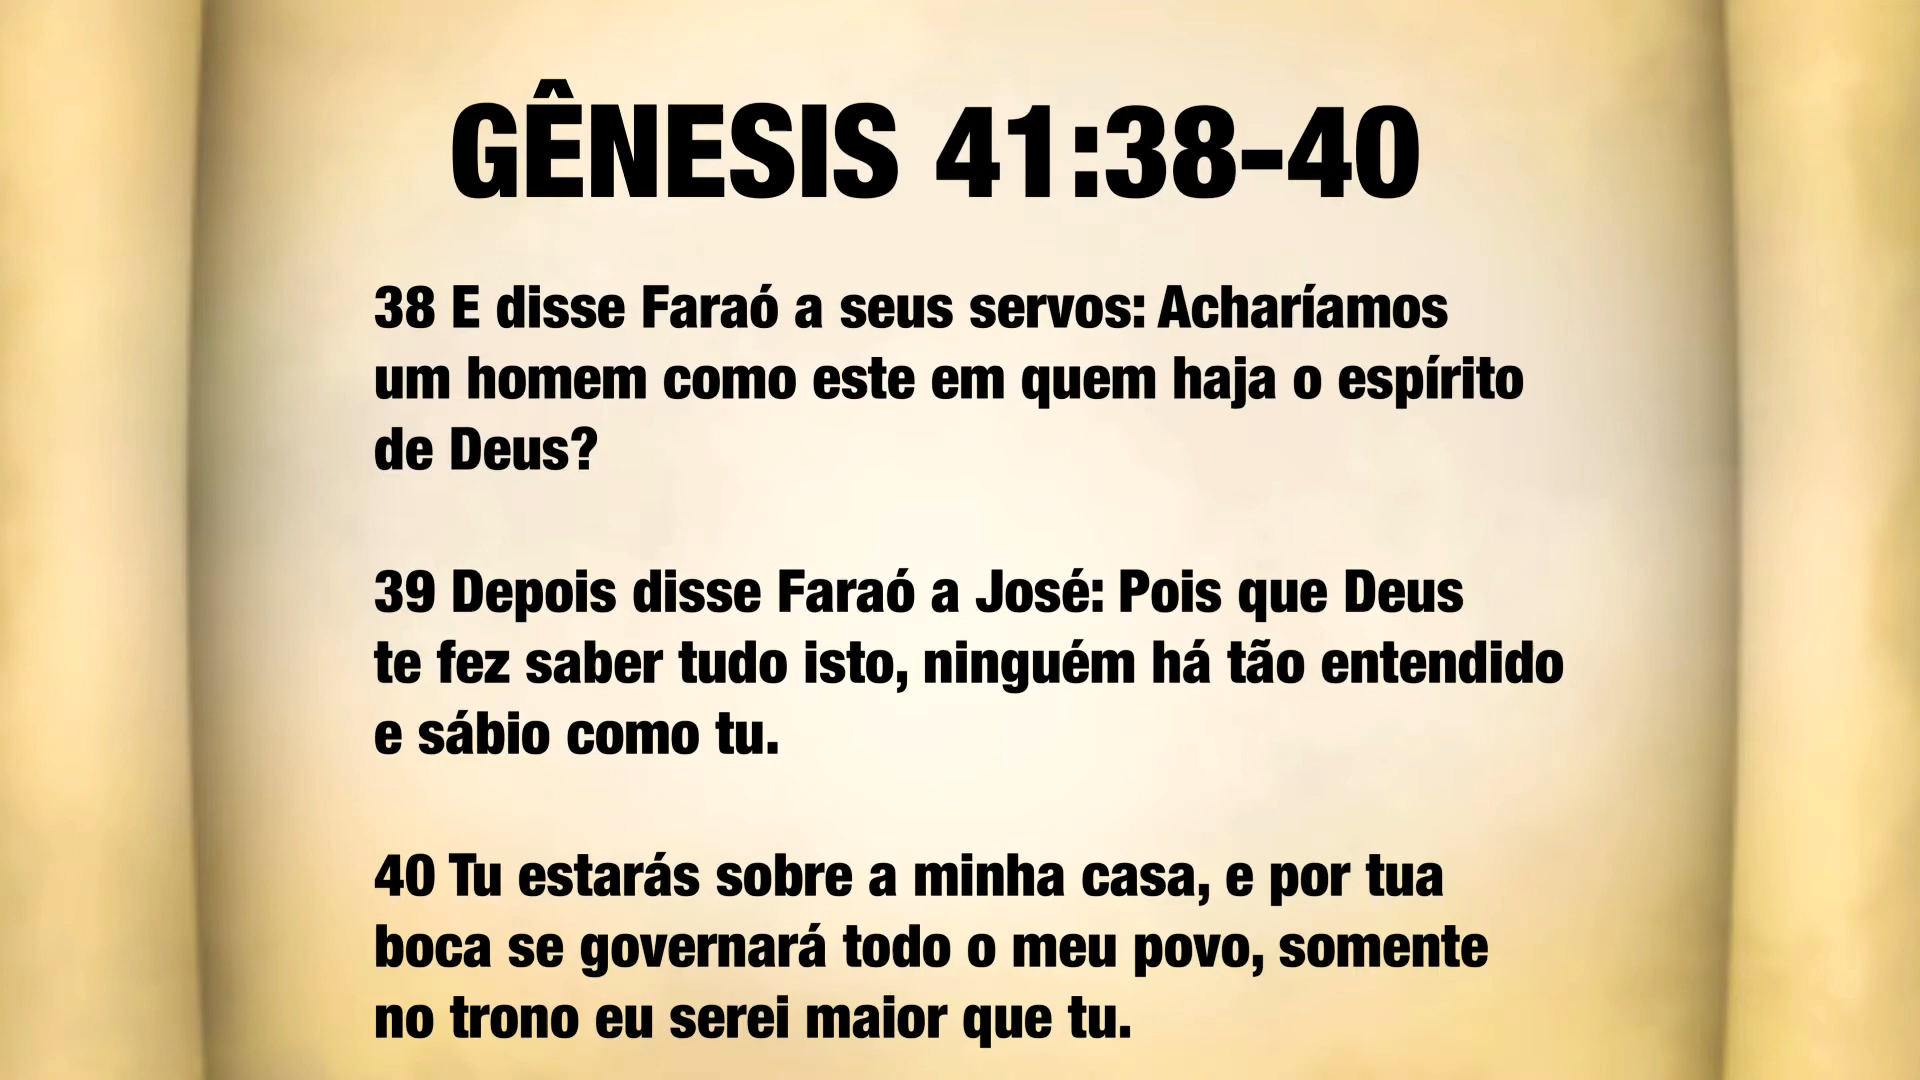 GÊNESIS 41:38-40
38 E disse Faraó a seus servos: Acharíamos
um homem como este em quem haja o espírito
de Deus?
39 Depois disse Faraó a José: Pois que Deus
te fez saber tudo isto, ninguém há tão entendido
e sábio como tu.
40 Tu estarás sobre a minha casa, e por tua
boca se governará todo o meu povo, somente
no trono eu serei maior que tu.